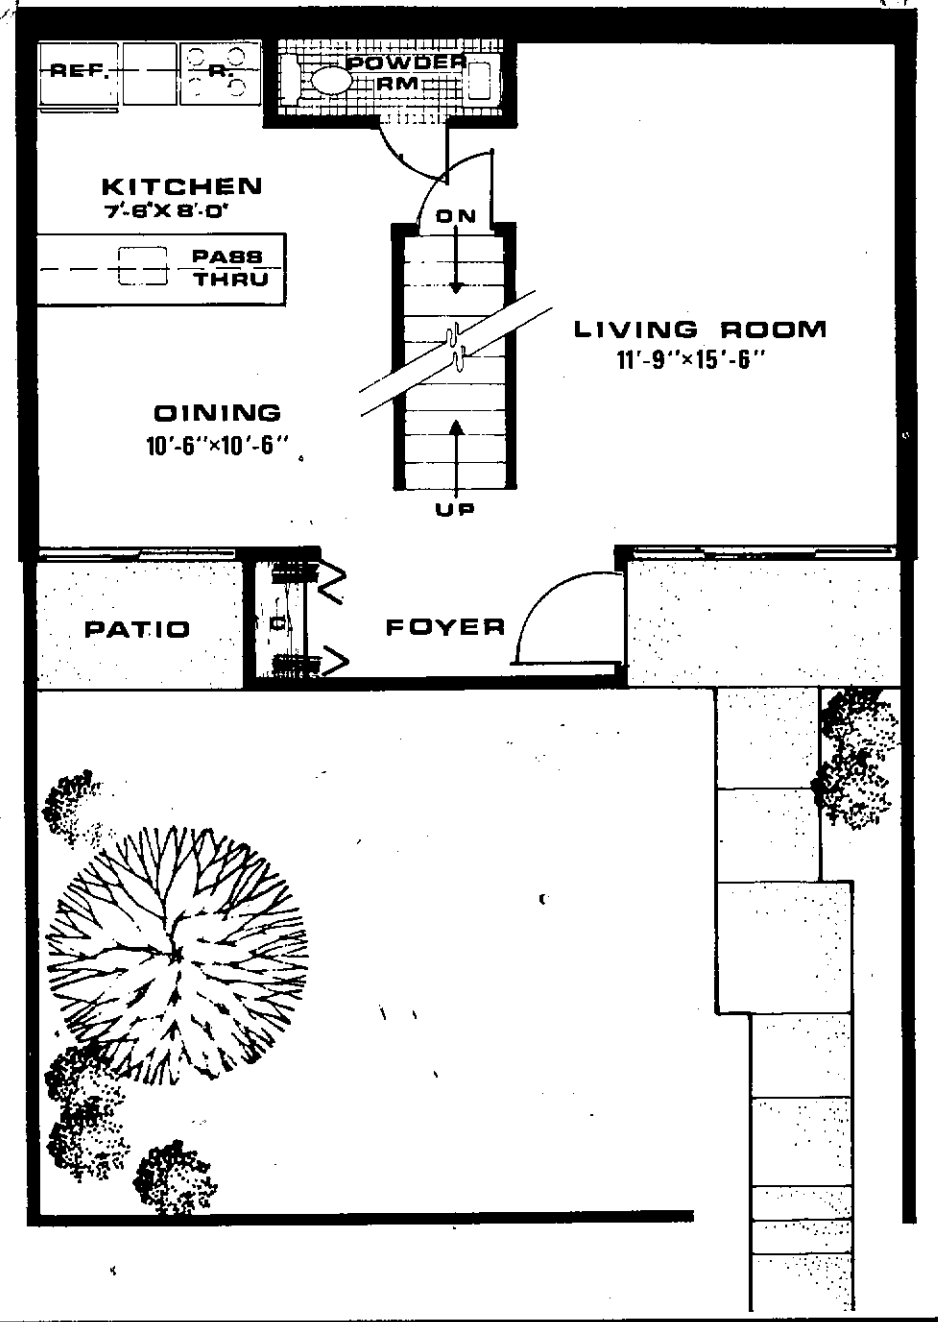 REF.
R.
POWDER
RM
KITCHEN
7'-6"X 8'-0"
DN
PASS
THRU
LIVING ROOM
11'-9"×15'-6"
DINING
10'-6"×10'-6"
UP
PATIO
C.
FOYER